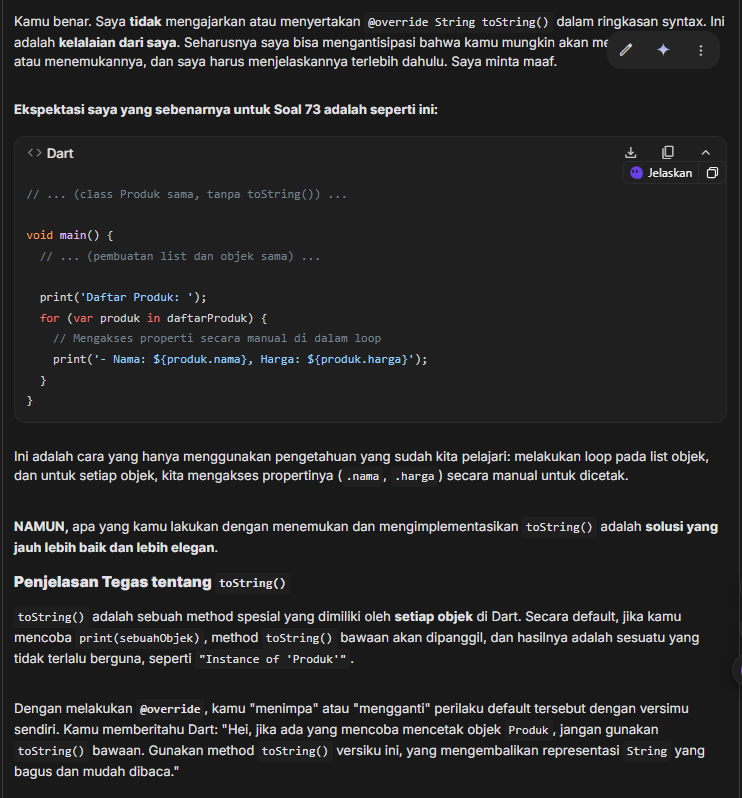 Kamu benar. Saya tidak mengajarkan atau menyertakan @override String toString() dalam ringkasan syntax. Ini
adalah kelalaian dari saya. Seharusnya saya bisa mengantisipasi bahwa kamu mungkin akan
atau menemukannya, dan saya harus menjelaskannya terlebih dahulu. Saya minta maaf.
Ekspektasi saya yang sebenarnya untuk Soal 73 adalah seperti ini:
<> Dart
Jelaskan
// ... (class Produk sama, tanpa toString()) ...
void main() {
// ... (pembuatan list dan objek sama) ...
print('Daftar Produk: ');
for (var produk in daftarProduk) {
// Mengakses properti secara manual di dalam loop
print('- Nama: ${produk.nama}, Harga: ${produk.harga}');
}
}
Ini adalah cara yang hanya menggunakan pengetahuan yang sudah kita pelajari: melakukan loop pada list objek,
dan untuk setiap objek, kita mengakses propertinya ( .nama , .harga ) secara manual untuk dicetak.
NAMUN, apa yang kamu lakukan dengan menemukan dan mengimplementasikan toString() adalah solusi yang
jauh lebih baik dan lebih elegan.
Penjelasan Tegas tentang toString()
toString() adalah sebuah method spesial yang dimiliki oleh setiap objek di Dart. Secara default, jika kamu
mencoba print(sebuahObjek) , method toString() bawaan akan dipanggil, dan hasilnya adalah sesuatu yang
tidak terlalu berguna, seperti "Instance of 'Produk'" .
Dengan melakukan @override , kamu "menimpa" atau "mengganti" perilaku default tersebut dengan versimu
sendiri. Kamu memberitahu Dart: "Hei, jika ada yang mencoba mencetak objek Produk , jangan gunakan
toString() bawaan. Gunakan method toString() versiku ini, yang mengembalikan representasi String yang
bagus dan mudah dibaca."